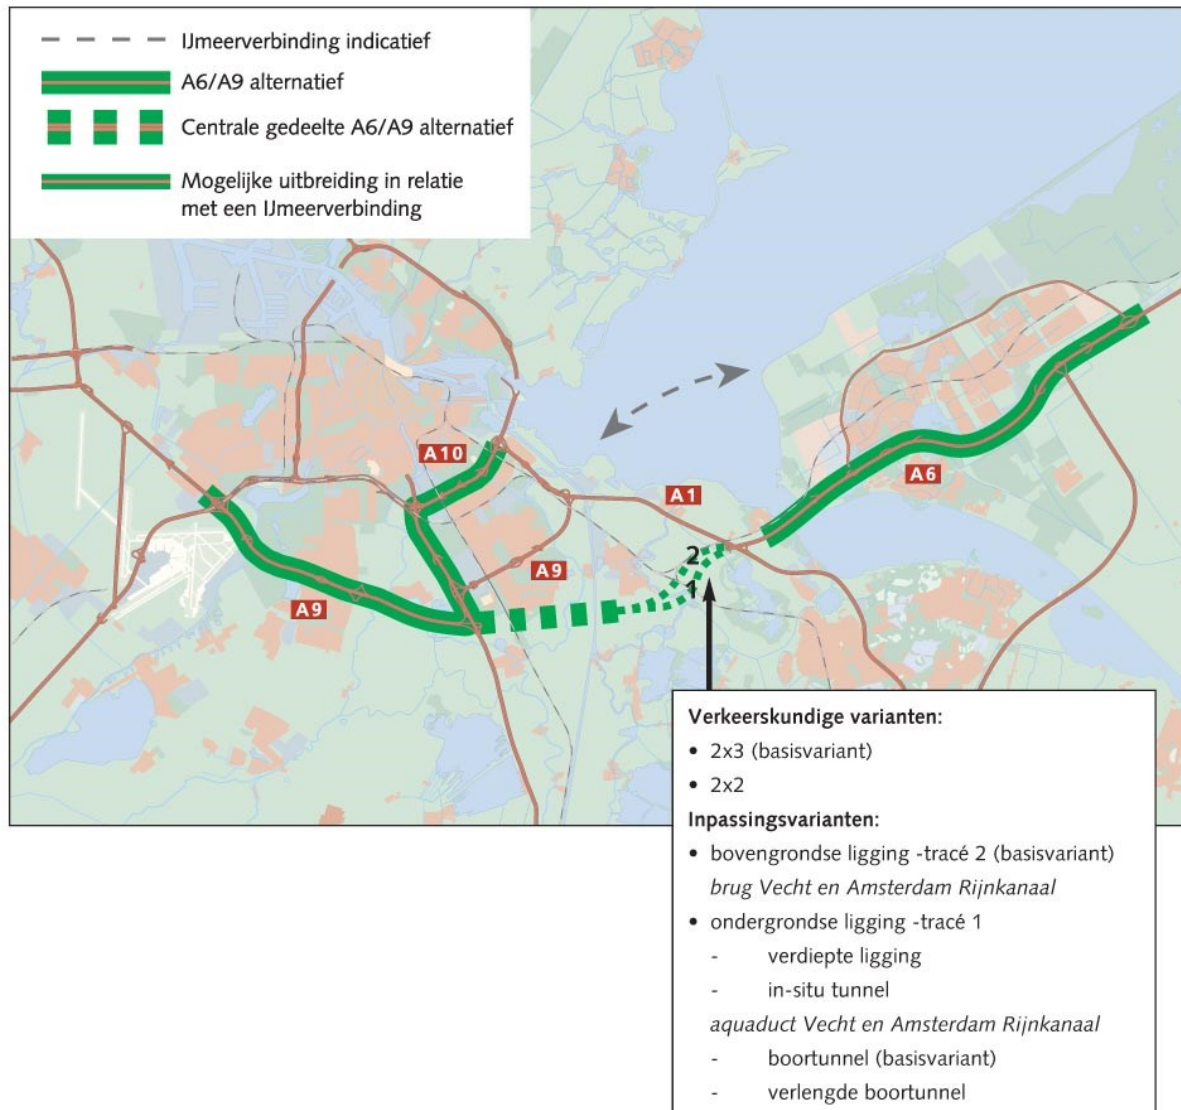 IJmeerverbinding indicatief
A6/A9 alternatief
Centrale gedeelte A6/A9 alternatief
Mogelijke uitbreiding in relatie
met een IJmeerverbinding
A10
A1
A6
2
A9
1
A9
Verkeerskundige varianten:
• 2x3 (basisvariant)
• 2x2
Inpassingsvarianten:
• bovengrondse ligging -tracé 2 (basisvariant)
brug Vecht en Amsterdam Rijnkanaal
• ondergrondse ligging -tracé 1
- verdiepte ligging
- in-situ tunnel
aquaduct Vecht en Amsterdam Rijnkanaal
- boortunnel (basisvariant)
- verlengde boortunnel